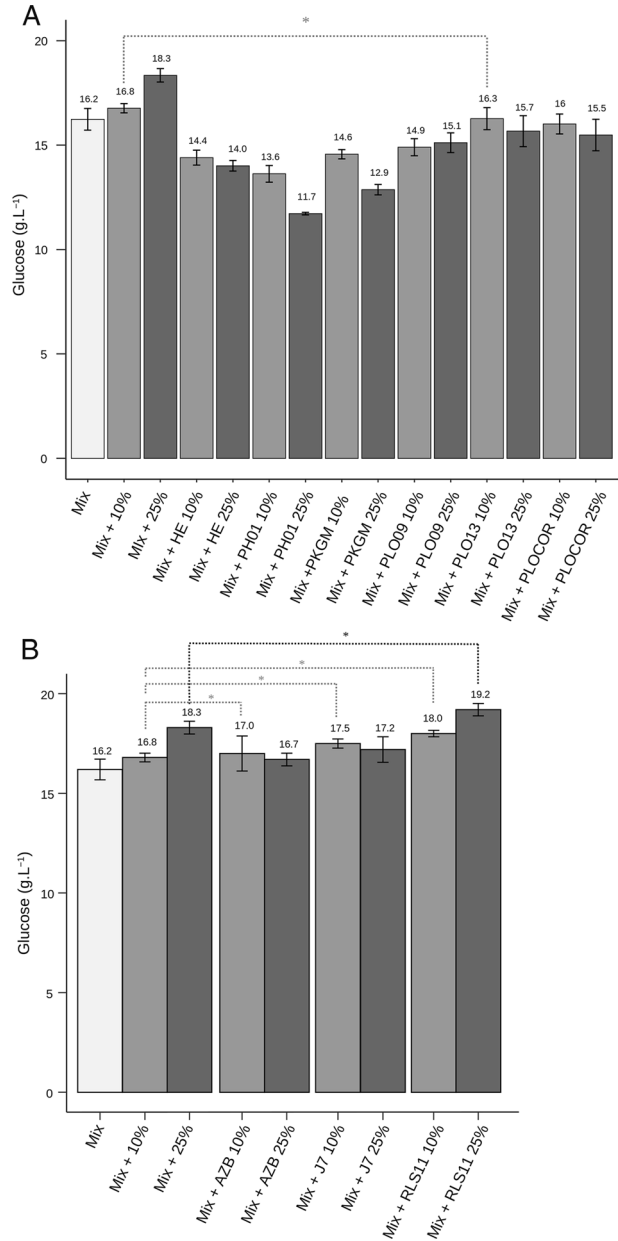 A
*
20
15
10
5
0
Glucose (g.L⁻¹)
16.2
16.8
18.3
14.4
14.0
13.6
11.7
14.6
12.9
14.9
15.1
16.3
15.7
16
15.5
Mix
Mix + 10%
Mix + 25%
Mix + HE 10%
Mix + HE 25%
Mix + PH01 10%
Mix + PH01 25%
Mix +PKGM 10%
Mix + PKGM 25%
Mix + PLO09 10%
Mix + PLO09 25%
Mix + PLO13 10%
Mix + PLO13 25%
Mix + PLOCOR 10%
Mix + PLOCOR 25%
B
*
*
*
*
20
15
10
5
0
Glucose (g.L⁻¹)
16.2
16.8
18.3
17.0
16.7
17.5
17.2
18.0
19.2
Mix
Mix + 10%
Mix + 25%
Mix + AZB 10%
Mix + AZB 25%
Mix + J7 10%
Mix + J7 25%
Mix + RLS11 10%
Mix + RLS11 25%